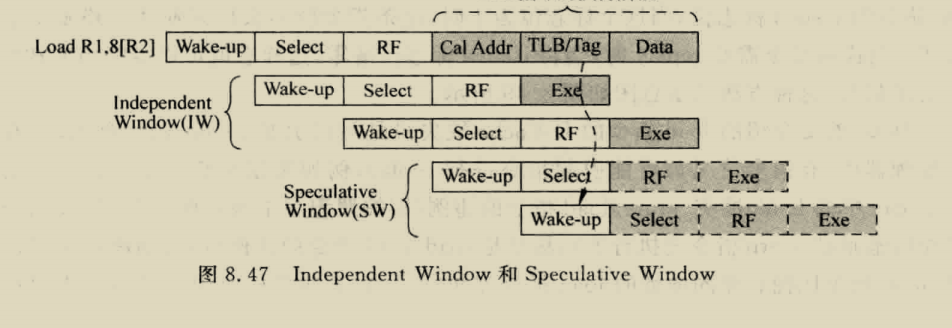 Load R1,8[R2] Wake-up Select RF Cal Addr TLB/Tag Data
Wake-up Select RF Exe
Independent
Window(IW)
Wake-up Select RF Exe
Wake-up Select RF Exe
Speculative
Window(SW)
Wake-up Select RF Exe
图 8.47 Independent Window 和 Speculative Window